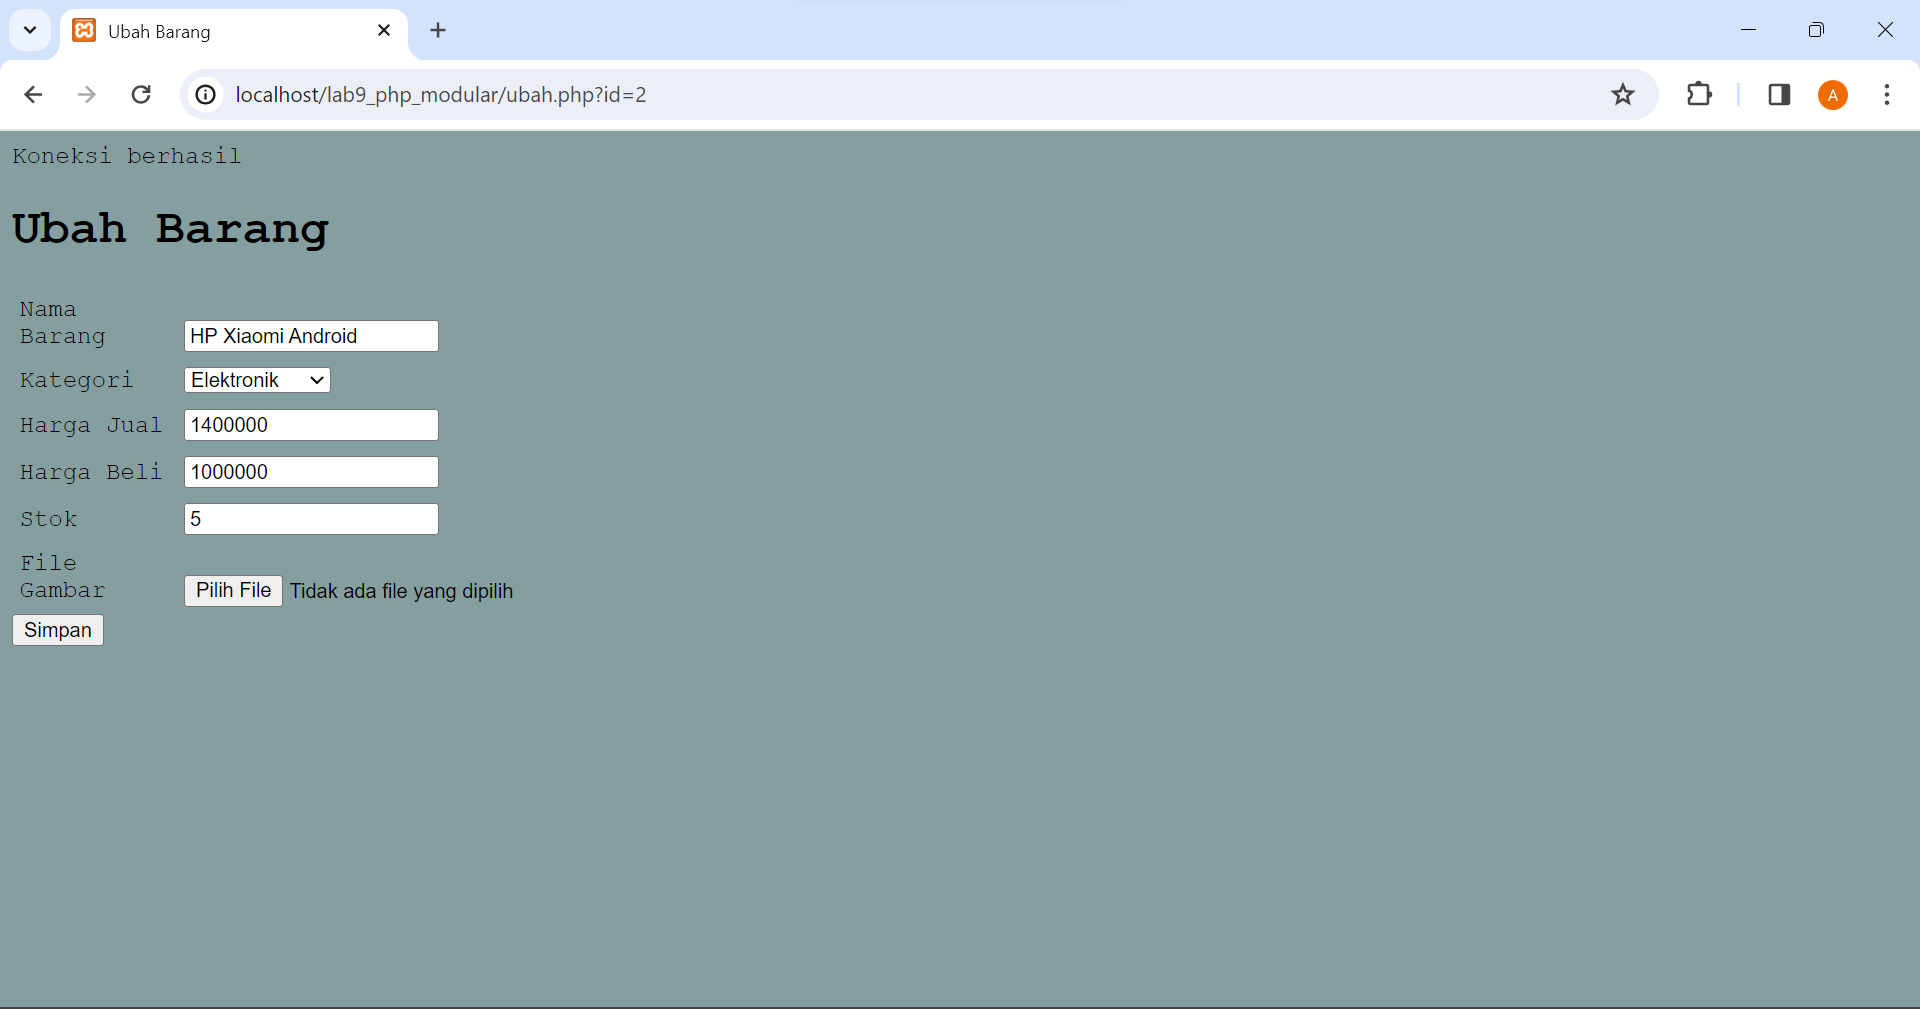 Ubah Barang
localhost/lab9_php_modular/ubah.php?id=2
A
Koneksi berhasil
Ubah Barang
Nama
Barang
HP Xiaomi Android
Kategori
Elektronik
Harga Jual
1400000
Harga Beli
1000000
Stok
5
File
Gambar
Pilih File Tidak ada file yang dipilih
Simpan